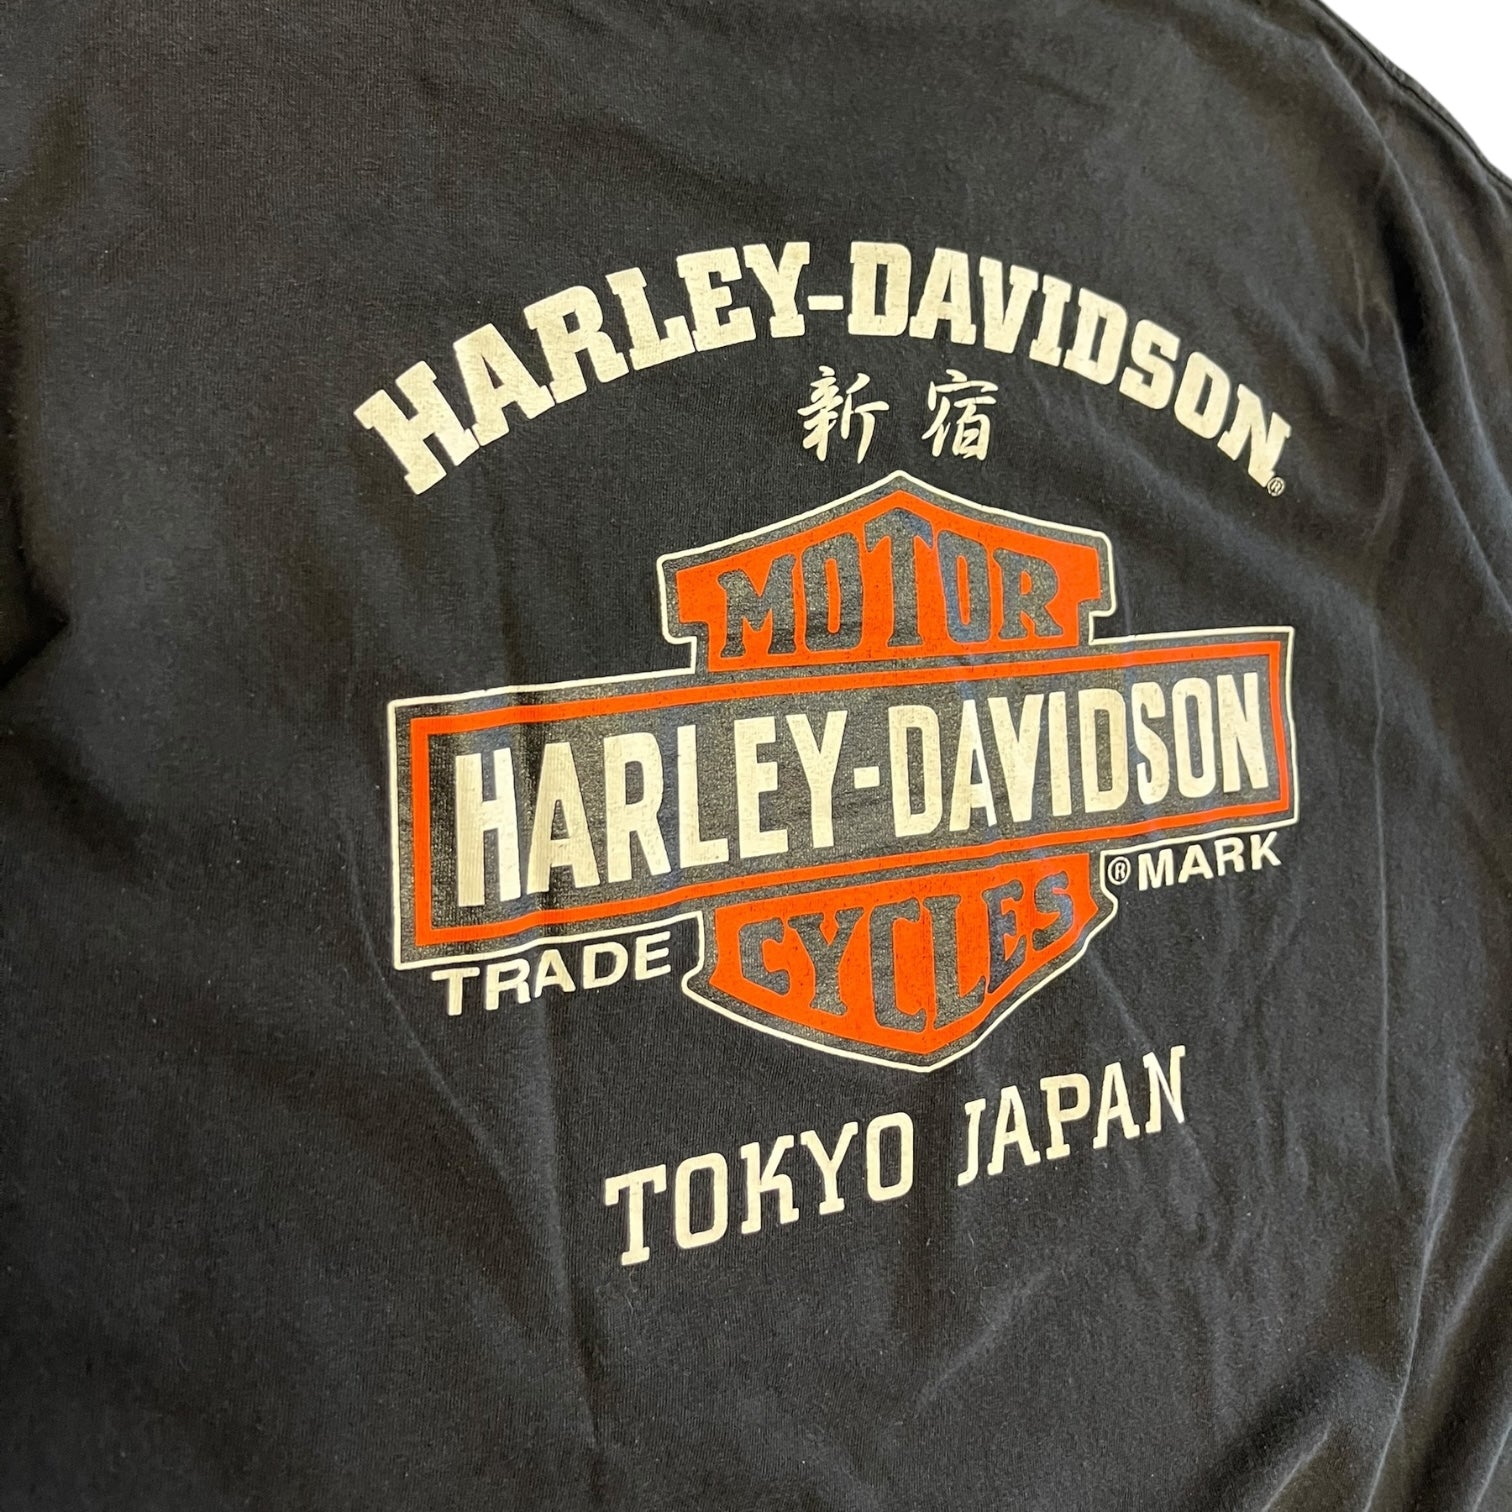 HARLEY-DAVIDSON®
新宿
MOTOR
HARLEY-DAVIDSON
CYCLES
TRADE ® MARK
TOKYO JAPAN